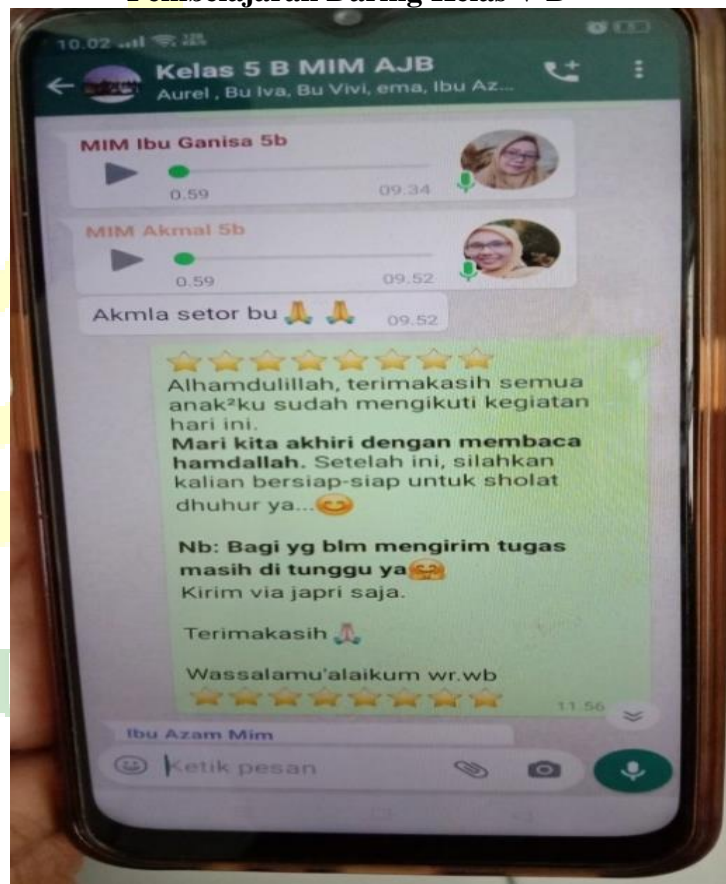 Pembelajaran Daring Kelas V B
10.02
Kelas 5 B MIM AJB
Aurel , Bu Iva, Bu Vivi, ema, Ibu Az...
MIM Ibu Ganisa 5b
0.59 09.34
MIM Akmal 5b
0.59 09.52
Akmla setor bu 🙏 🙏 09.52
⭐⭐⭐⭐⭐⭐⭐⭐
Alhamdulillah, terimakasih semua
anak²ku sudah mengikuti kegiatan
hari ini.
Mari kita akhiri dengan membaca
hamdallah. Setelah ini, silahkan
kalian bersiap-siap untuk sholat
dhuhur ya...😊
Nb: Bagi yg blm mengirim tugas
masih di tunggu ya🤗
Kirim via japri saja.
Terimakasih 🙏
Wassalamu'alaikum wr.wb
⭐⭐⭐⭐⭐⭐⭐⭐
11.56
Ibu Azam Mim
Ketik pesan